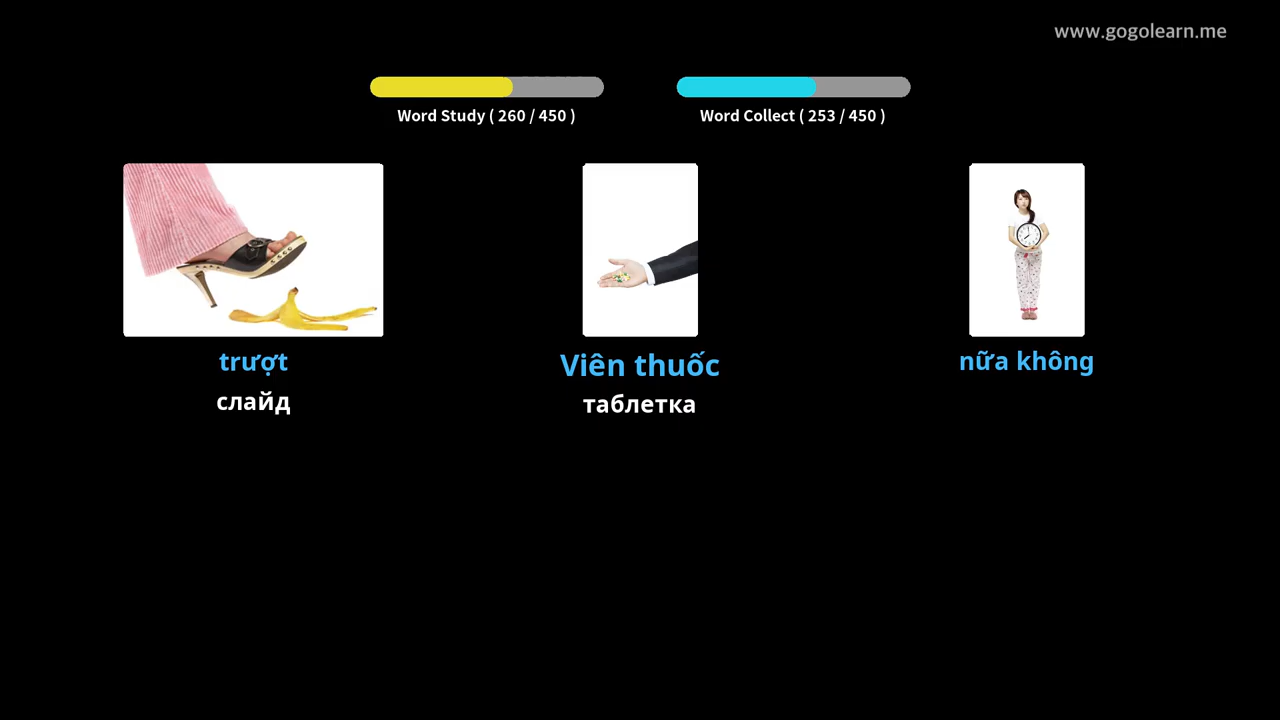 www.gogolearn.me
Word Study ( 260 / 450 )
Word Collect ( 253 / 450 )
trượt
Viên thuốc
nữa không
слайд
таблетка